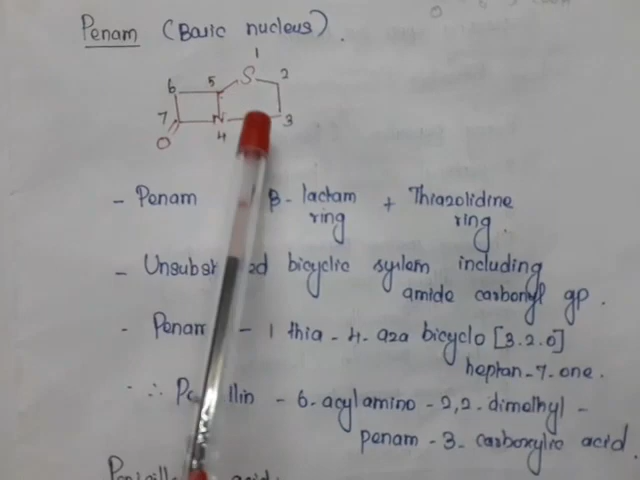 Penam (Basic nucleus).
1
6 5 S 2
7 N 3
O 4
- Penam β-lactam ring + Thiazolidine ring.
- bicyclic system including
amide carbonyl gp.
- Penam - 1 thia - 4 - aza bicyclo [3.2.0]
heptan-7-one.
∴ - 6-acylamino-2,2-dimethyl-
penam-3-carboxylic acid.